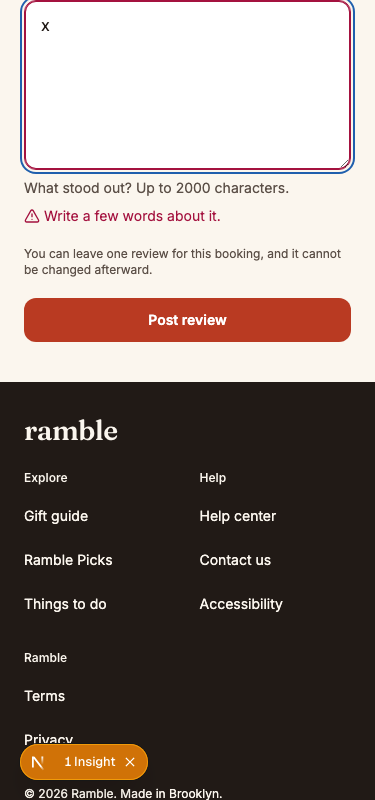 x
What stood out? Up to 2000 characters.
Write a few words about it.
You can leave one review for this booking, and it cannot
be changed afterward.
Post review
ramble
Explore
Help
Gift guide
Help center
Ramble Picks
Contact us
Things to do
Accessibility
Ramble
Terms
Privacy
1 Insight
© 2026 Ramble. Made in Brooklyn.